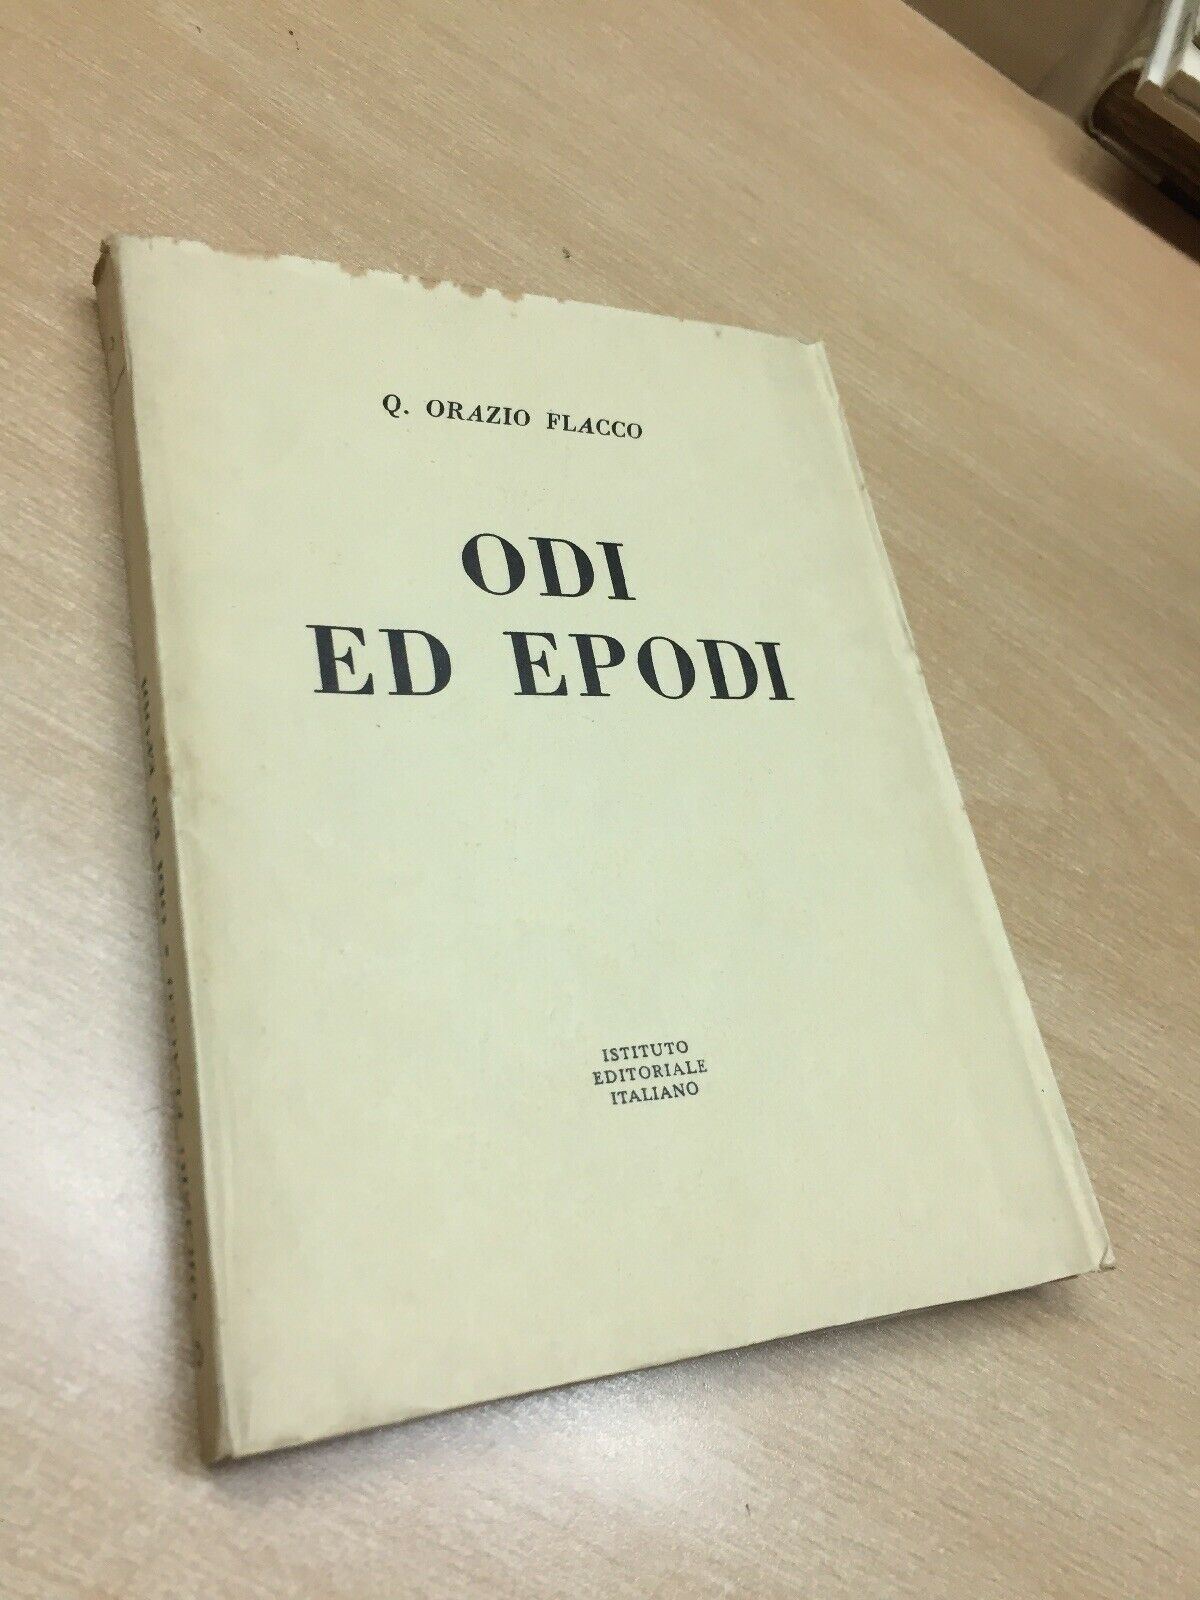 Q. ORAZIO FLACCO
ODI
ED EPODI
ISTITUTO
EDITORIALE
ITALIANO